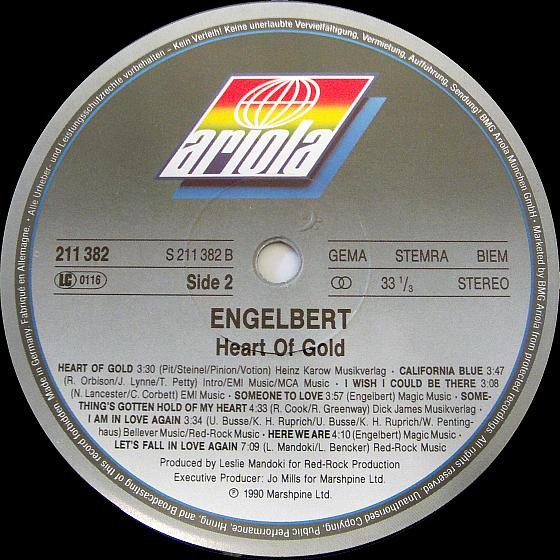 Alle Urheber- und Leistungsschutzrechte vorbehalten – Kein Verleih! Keine unerlaubte Vervielfältigung, Vermietung, Aufführung, Sendung! BMG Ariola München GmbH · Marketed by BMG Ariola
from protected recordings. All rights reserved. Unauthorised Copying, Public Performance, Hiring, and Broadcasting of this record forbidden. Made in Germany. Fabriqué en Allemagne. ·
ariola
211 382 S 211 382 B GEMA STEMRA BIEM
LC 0116 Side 2 33 1/3 STEREO
ENGELBERT
Heart Of Gold
HEART OF GOLD 3:30 (Pit/Steinel/Pinion/Votion) Heinz Karow Musikverlag · CALIFORNIA BLUE 3:47
(R. Orbison/J. Lynne/T. Petty) Intro/EMI Music/MCA Music · I WISH I COULD BE THERE 3:08
(N. Lancester/C. Corbett) EMI Music · SOMEONE TO LOVE 3:57 (Engelbert) Magic Music · SOME-
THING'S GOTTEN HOLD OF MY HEART 4:33 (R. Cook/R. Greenway) Dick James Musikverlag ·
I AM IN LOVE AGAIN 3:34 (U. Busse/K. H. Ruprich/U. Busse/K. H. Ruprich/W. Penting-
haus) Bellever Music/Red-Rock Music · HERE WE ARE 4:10 (Engelbert) Magic Music ·
LET'S FALL IN LOVE AGAIN 7:09 (L. Mandoki/L. Bencker) Red-Rock Music
Produced by Leslie Mandoki for Red-Rock Production
Executive Producer: Jo Mills for Marshpine Ltd.
℗ 1990 Marshpine Ltd.